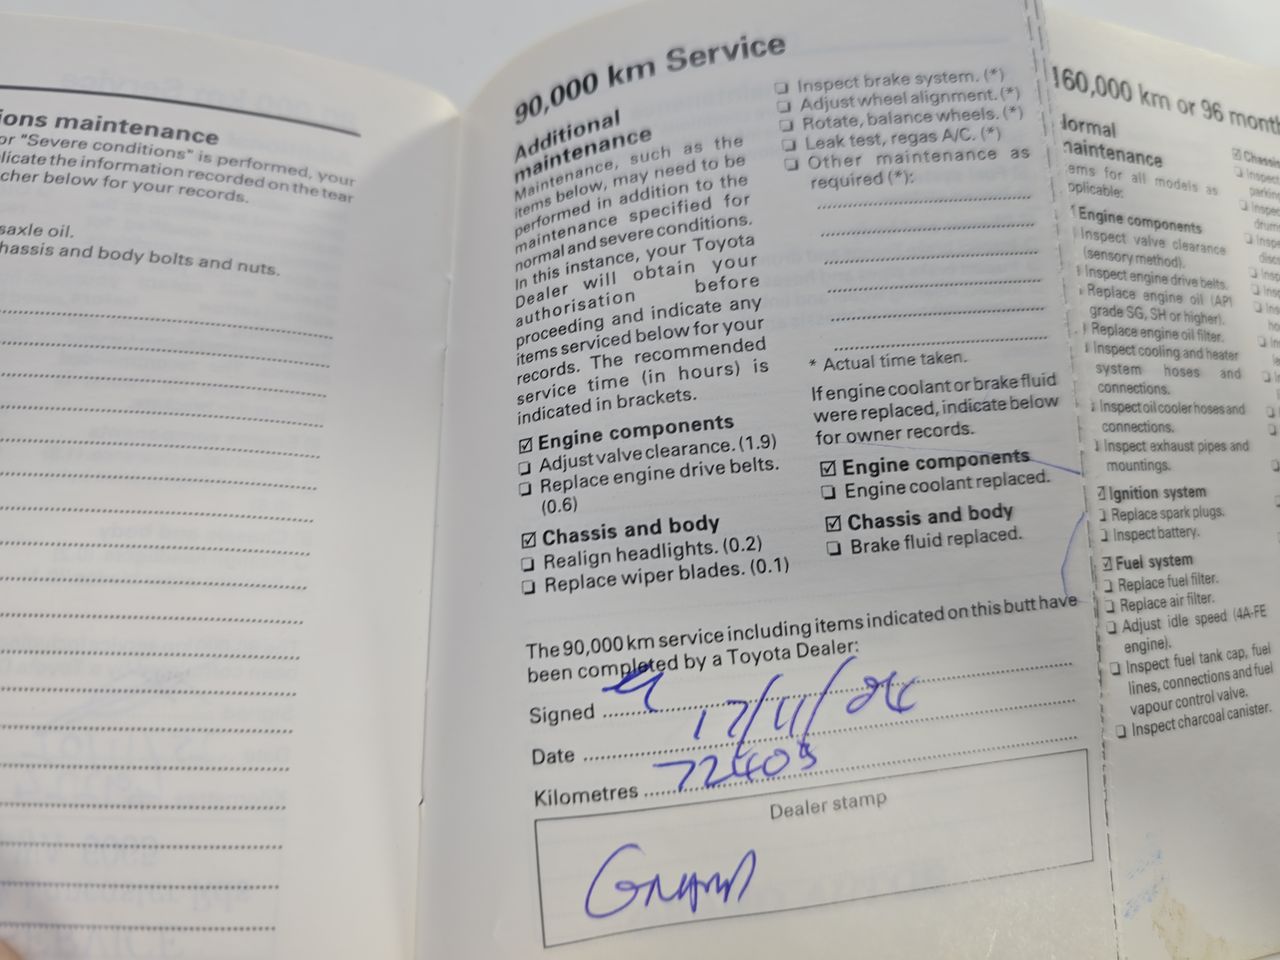 ions maintenance
or "Severe conditions" is performed, your
licate the information recorded on the tear
cher below for your records.
saxle oil.
hassis and body bolts and nuts.
90,000 km Service
Additional
maintenance
Maintenance, such as the
items below, may need to be
performed in addition to the
maintenance specified for
normal and severe conditions.
In this instance, your Toyota
Dealer will obtain your
authorisation before
proceeding and indicate any
items serviced below for your
records. The recommended
service time (in hours) is
indicated in brackets.
☑ Engine components
❏ Adjust valve clearance. (1.9)
❏ Replace engine drive belts.
(0.6)
☑ Chassis and body
❏ Realign headlights. (0.2)
❏ Replace wiper blades. (0.1)
❏ Inspect brake system. (*)
❏ Adjust wheel alignment. (*)
❏ Rotate, balance wheels. (*)
❏ Leak test, regas A/C. (*)
❏ Other maintenance as
required (*):
* Actual time taken.
If engine coolant or brake fluid
were replaced, indicate below
for owner records.
☑ Engine components
❏ Engine coolant replaced.
☑ Chassis and body
❏ Brake fluid replaced.
The 90,000 km service including items indicated on this butt have
been completed by a Toyota Dealer:
Signed
Date 17/11/
Kilometres 72405
Dealer stamp
160,000 km or 96 month
Normal
maintenance
ems for all models as
pplicable:
Engine components
Inspect valve clearance
(sensory method).
Inspect engine drive belts.
Replace engine oil (API
grade SG, SH or higher).
Replace engine oil filter.
Inspect cooling and heater
system hoses and
connections.
Inspect oil cooler hoses and
connections.
Inspect exhaust pipes and
mountings.
☑ Ignition system
❏ Replace spark plugs.
❏ Inspect battery.
☑ Fuel system
❏ Replace fuel filter.
❏ Replace air filter.
❏ Adjust idle speed (4A-FE
engine).
❏ Inspect fuel tank cap, fuel
lines, connections and fuel
vapour control valve.
❏ Inspect charcoal canister.
☑ Chassi
❏ Inspect
parkin
❏ Inspe
drum
❏ Inspe
disc
❏ Insp